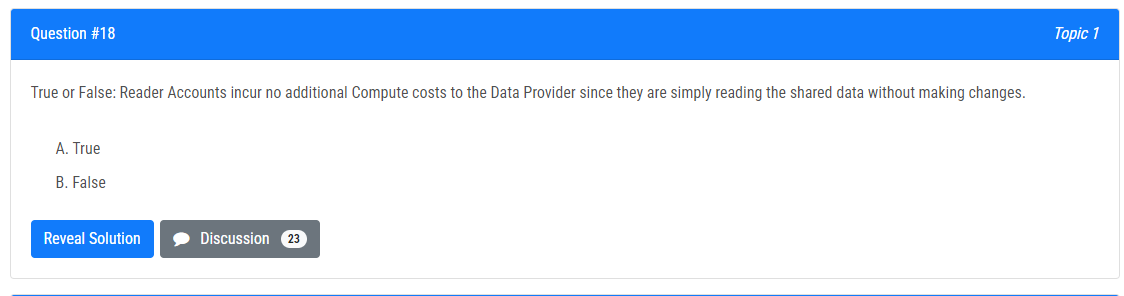 Question #18 Topic 1
True or False: Reader Accounts incur no additional Compute costs to the Data Provider since they are simply reading the shared data without making changes.
A. True
B. False
Reveal Solution Discussion 23